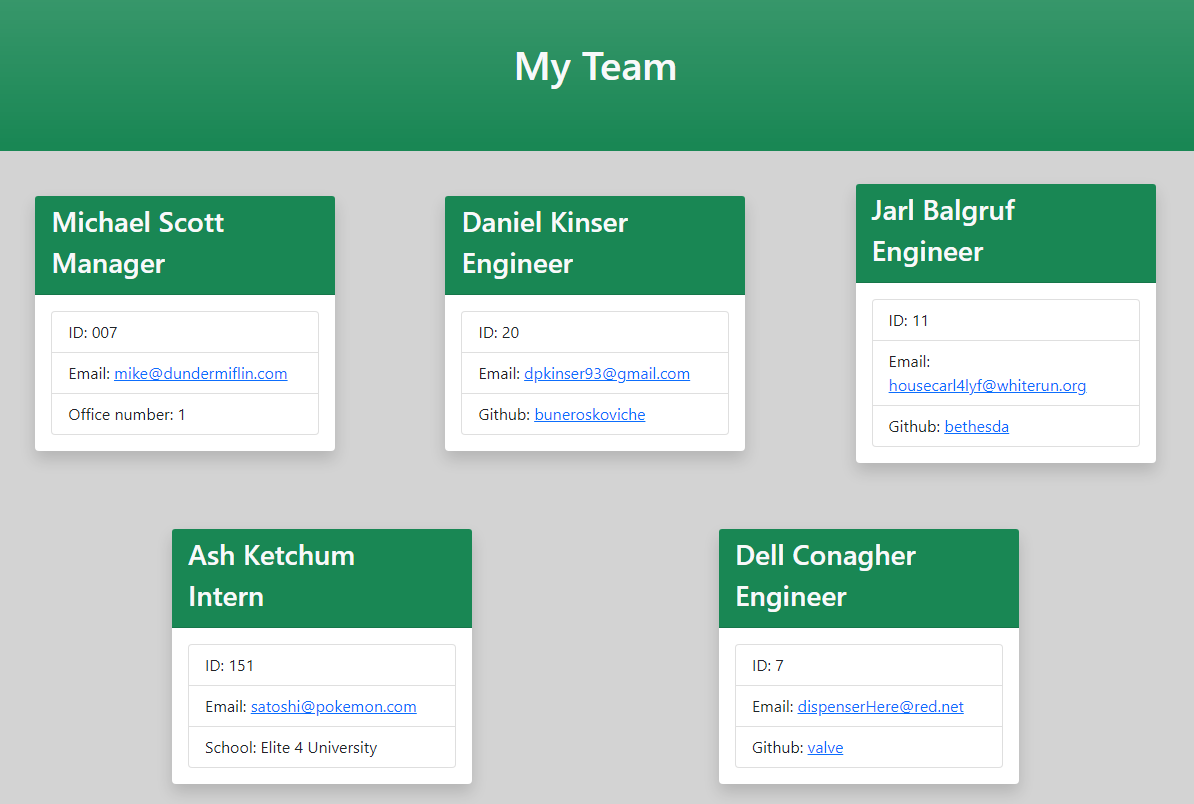 My Team
Michael Scott
Manager
ID: 007
Email: mike@dundermiflin.com
Office number: 1
Daniel Kinser
Engineer
ID: 20
Email: dpkinser93@gmail.com
Github: buneroskoviche
Jarl Balgruf
Engineer
ID: 11
Email:
housecarl4lyf@whiterun.org
Github: bethesda
Ash Ketchum
Intern
ID: 151
Email: satoshi@pokemon.com
School: Elite 4 University
Dell Conagher
Engineer
ID: 7
Email: dispenserHere@red.net
Github: valve